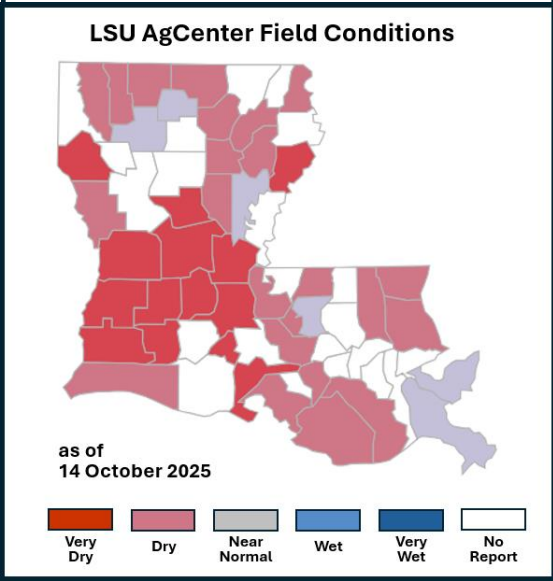 LSU AgCenter Field Conditions
as of
14 October 2025
Very
Dry
Dry
Near
Normal
Wet
Very
Wet
No
Report